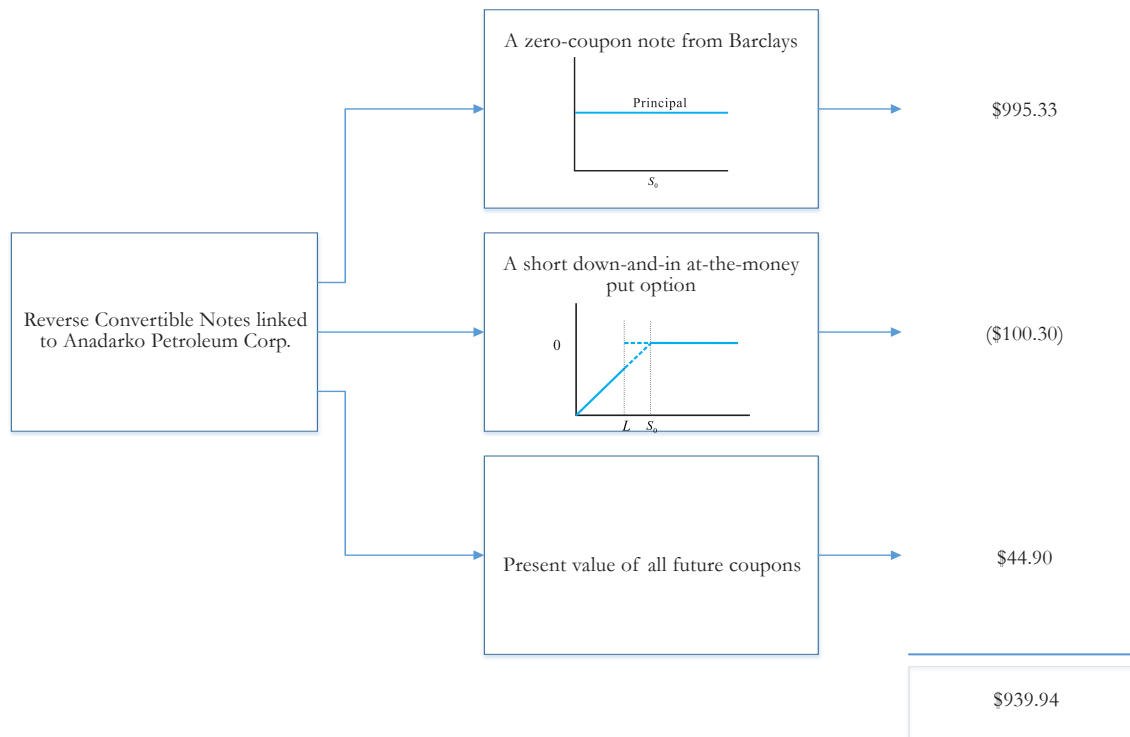 A zero-coupon note from Barclays
Principal
S₀
$995.33
Reverse Convertible Notes linked
to Anadarko Petroleum Corp.
A short down-and-in at-the-money
put option
0
L S₀
($100.30)
Present value of all future coupons
$44.90
$939.94